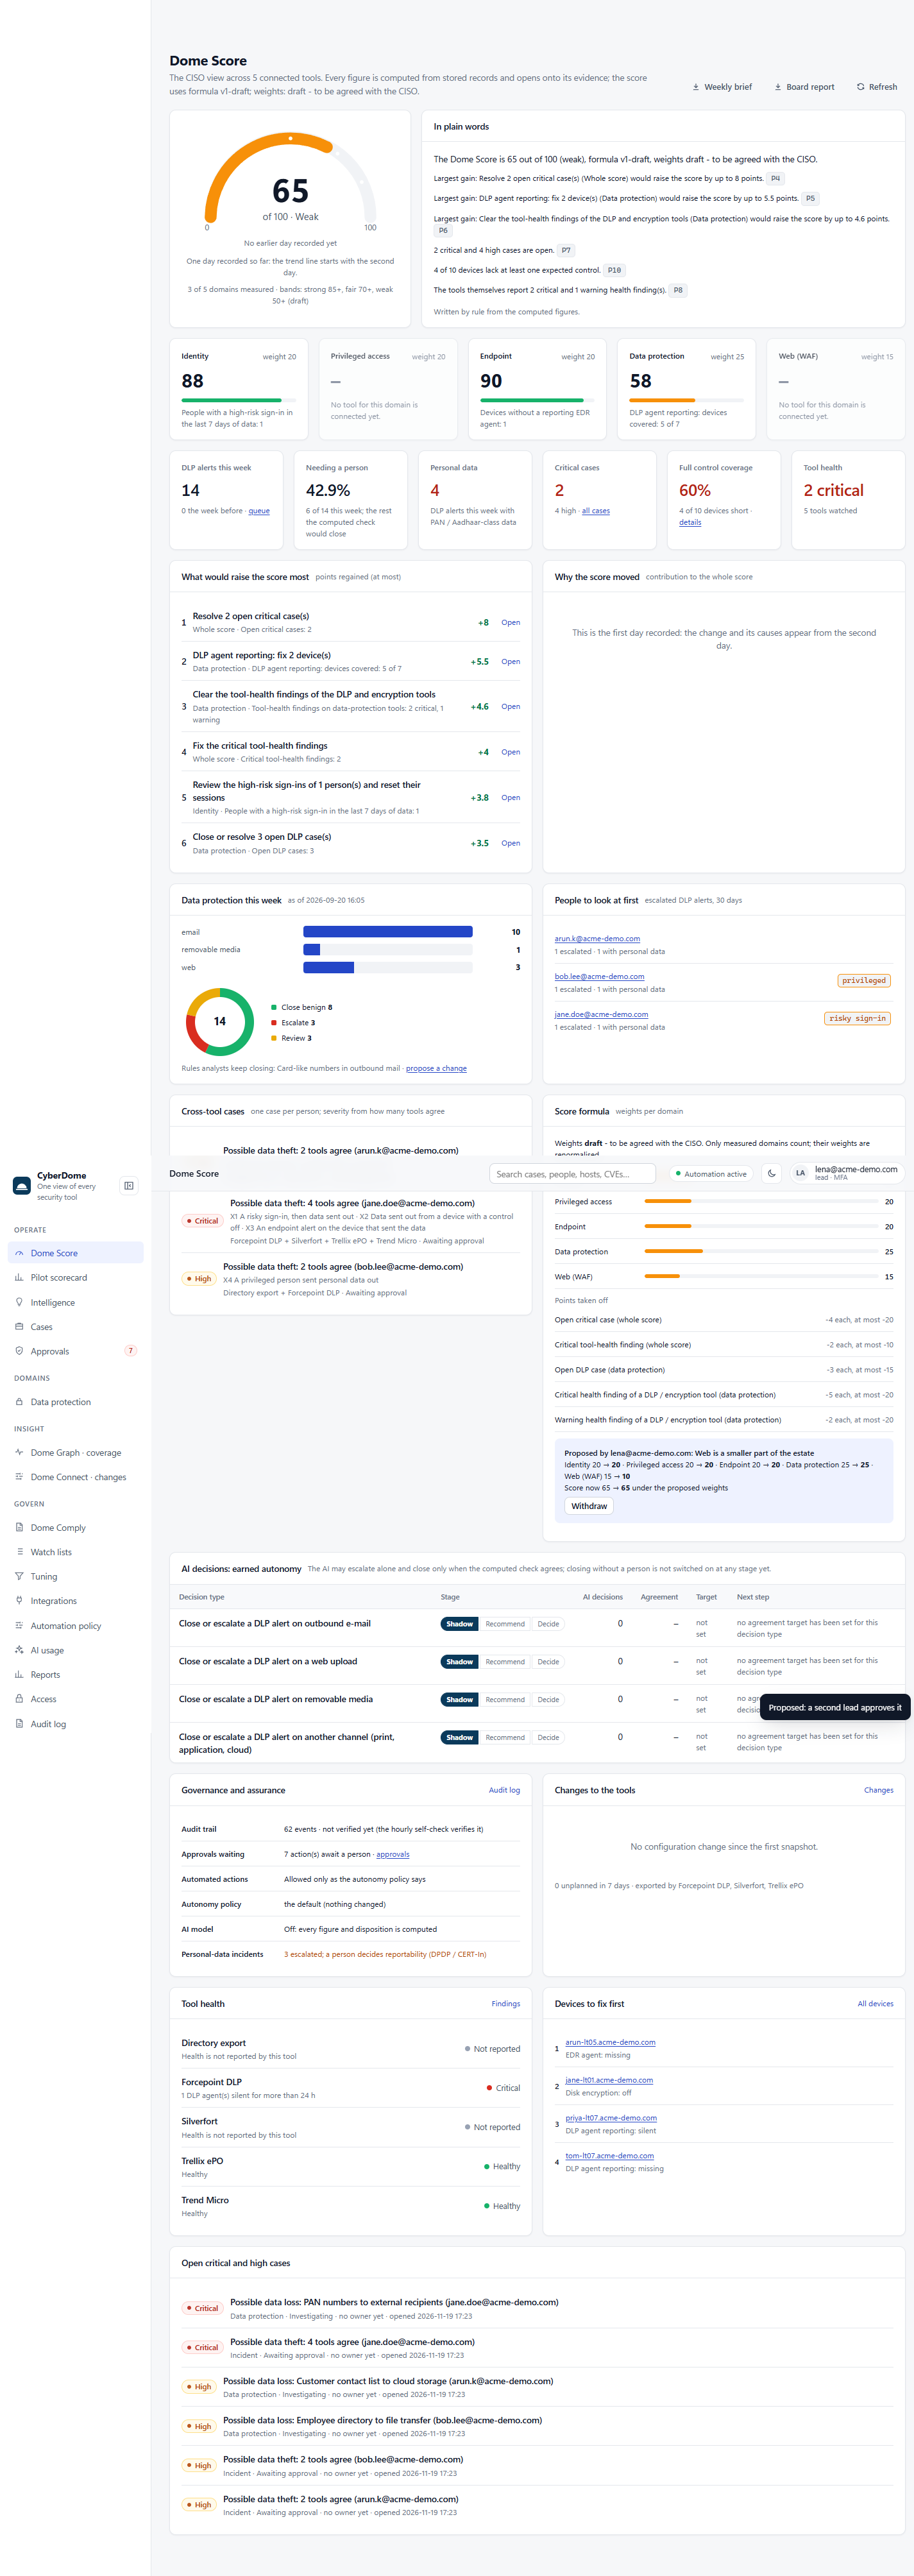 Dome Score
The CISO view across 5 connected tools. Every figure is computed from stored records and opens onto its evidence; the score
uses formula v1-draft; weights: draft - to be agreed with the CISO.
Weekly brief
Board report
Refresh
65
of 100 · Weak
0
100
No earlier day recorded yet
One day recorded so far: the trend line starts with the second
day.
3 of 5 domains measured · bands: strong 85+, fair 70+, weak
50+ (draft)
In plain words
The Dome Score is 65 out of 100 (weak), formula v1-draft, weights draft - to be agreed with the CISO.
Largest gain: Resolve 2 open critical case(s) (Whole score) would raise the score by up to 8 points. P4
Largest gain: DLP agent reporting: fix 2 device(s) (Data protection) would raise the score by up to 5.5 points. P5
Largest gain: Clear the tool-health findings of the DLP and encryption tools (Data protection) would raise the score by up to 4.6 points.
P6
2 critical and 4 high cases are open. P7
4 of 10 devices lack at least one expected control. P10
The tools themselves report 2 critical and 1 warning health finding(s). P8
Written by rule from the computed figures.
Identity weight 20
88
People with a high-risk sign-in in
the last 7 days of data: 1
Privileged access weight 20
–
No tool for this domain is
connected yet.
Endpoint weight 20
90
Devices without a reporting EDR
agent: 1
Data protection weight 25
58
DLP agent reporting: devices
covered: 5 of 7
Web (WAF) weight 15
–
No tool for this domain is
connected yet.
DLP alerts this week
14
0 the week before · queue
Needing a person
42.9%
6 of 14 this week; the rest
the computed check
would close
Personal data
4
DLP alerts this week with
PAN / Aadhaar-class data
Critical cases
2
4 high · all cases
Full control coverage
60%
4 of 10 devices short ·
details
Tool health
2 critical
5 tools watched
What would raise the score most points regained (at most)
1 Resolve 2 open critical case(s) +8 Open
Whole score · Open critical cases: 2
2 DLP agent reporting: fix 2 device(s) +5.5 Open
Data protection · DLP agent reporting: devices covered: 5 of 7
3 Clear the tool-health findings of the DLP and encryption tools +4.6 Open
Data protection · Tool-health findings on data-protection tools: 2 critical, 1
warning
4 Fix the critical tool-health findings +4 Open
Whole score · Critical tool-health findings: 2
5 Review the high-risk sign-ins of 1 person(s) and reset their
sessions +3.8 Open
Identity · People with a high-risk sign-in in the last 7 days of data: 1
6 Close or resolve 3 open DLP case(s) +3.5 Open
Data protection · Open DLP cases: 3
Why the score moved contribution to the whole score
This is the first day recorded: the change and its causes appear from the second
day.
Data protection this week as of 2026-09-20 16:05
email 10
removable media 1
web 3
14
Close benign 8
Escalate 3
Review 3
Rules analysts keep closing: Card-like numbers in outbound mail · propose a change
People to look at first escalated DLP alerts, 30 days
arun.k@acme-demo.com
1 escalated · 1 with personal data
bob.lee@acme-demo.com
1 escalated · 1 with personal data
privileged
jane.doe@acme-demo.com
1 escalated · 1 with personal data
risky sign-in
Cross-tool cases one case per person; severity from how many tools agree
Possible data theft: 2 tools agree (arun.k@acme-demo.com)
Score formula weights per domain
Weights draft - to be agreed with the CISO. Only measured domains count; their weights are
renormalised.
CyberDome
One view of every
security tool
Dome Score
Search cases, people, hosts, CVEs...
Automation active
LA
lena@acme-demo.com
lead · MFA
OPERATE
Dome Score
Pilot scorecard
Intelligence
Cases
Approvals 7
DOMAINS
Data protection
INSIGHT
Dome Graph · coverage
Dome Connect · changes
GOVERN
Dome Comply
Watch lists
Tuning
Integrations
Automation policy
AI usage
Reports
Access
Audit log
Critical
Possible data theft: 4 tools agree (jane.doe@acme-demo.com)
X1 A risky sign-in, then data sent out · X2 Data sent out from a device with a control
off · X3 An endpoint alert on the device that sent the data
Forcepoint DLP + Silverfort + Trellix ePO + Trend Micro · Awaiting approval
High
Possible data theft: 2 tools agree (bob.lee@acme-demo.com)
X4 A privileged person sent personal data out
Directory export + Forcepoint DLP · Awaiting approval
Privileged access 20
Endpoint 20
Data protection 25
Web (WAF) 15
Points taken off
Open critical case (whole score) -4 each, at most -20
Critical tool-health finding (whole score) -2 each, at most -10
Open DLP case (data protection) -3 each, at most -15
Critical health finding of a DLP / encryption tool (data protection) -5 each, at most -20
Warning health finding of a DLP / encryption tool (data protection) -2 each, at most -20
Proposed by lena@acme-demo.com: Web is a smaller part of the estate
Identity 20 → 20 · Privileged access 20 → 20 · Endpoint 20 → 20 · Data protection 25 → 25 ·
Web (WAF) 15 → 10
Score now 65 → 65 under the proposed weights
Withdraw
AI decisions: earned autonomy The AI may escalate alone and close only when the computed check agrees; closing without a person is not switched on at any stage yet.
Decision type Stage AI decisions Agreement Target Next step
Close or escalate a DLP alert on outbound e-mail Shadow Recommend Decide 0 – not set no agreement target has been set for this
decision type
Close or escalate a DLP alert on a web upload Shadow Recommend Decide 0 – not set no agreement target has been set for this
decision type
Close or escalate a DLP alert on removable media Shadow Recommend Decide 0 – not set
Proposed: a second lead approves it
Close or escalate a DLP alert on another channel (print,
application, cloud) Shadow Recommend Decide 0 – not set no agreement target has been set for this
decision type
Governance and assurance Audit log
Audit trail 62 events · not verified yet (the hourly self-check verifies it)
Approvals waiting 7 action(s) await a person · approvals
Automated actions Allowed only as the autonomy policy says
Autonomy policy the default (nothing changed)
AI model Off: every figure and disposition is computed
Personal-data incidents 3 escalated; a person decides reportability (DPDP / CERT-In)
Changes to the tools Changes
No configuration change since the first snapshot.
0 unplanned in 7 days · exported by Forcepoint DLP, Silverfort, Trellix ePO
Tool health Findings
Directory export Not reported
Health is not reported by this tool
Forcepoint DLP Critical
1 DLP agent(s) silent for more than 24 h
Silverfort Not reported
Health is not reported by this tool
Trellix ePO Healthy
Healthy
Trend Micro Healthy
Healthy
Devices to fix first All devices
1 arun-lt05.acme-demo.com
EDR agent: missing
2 jane-lt01.acme-demo.com
Disk encryption: off
3 priya-lt07.acme-demo.com
DLP agent reporting: silent
4 tom-lt07.acme-demo.com
DLP agent reporting: missing
Open critical and high cases
Critical Possible data loss: PAN numbers to external recipients (jane.doe@acme-demo.com)
Data protection · Investigating · no owner yet · opened 2026-11-19 17:23
Critical Possible data theft: 4 tools agree (jane.doe@acme-demo.com)
Incident · Awaiting approval · no owner yet · opened 2026-11-19 17:23
High Possible data loss: Customer contact list to cloud storage (arun.k@acme-demo.com)
Data protection · Investigating · no owner yet · opened 2026-11-19 17:23
High Possible data loss: Employee directory to file transfer (bob.lee@acme-demo.com)
Data protection · Investigating · no owner yet · opened 2026-11-19 17:23
High Possible data theft: 2 tools agree (bob.lee@acme-demo.com)
Incident · Awaiting approval · no owner yet · opened 2026-11-19 17:23
High Possible data theft: 2 tools agree (arun.k@acme-demo.com)
Incident · Awaiting approval · no owner yet · opened 2026-11-19 17:23